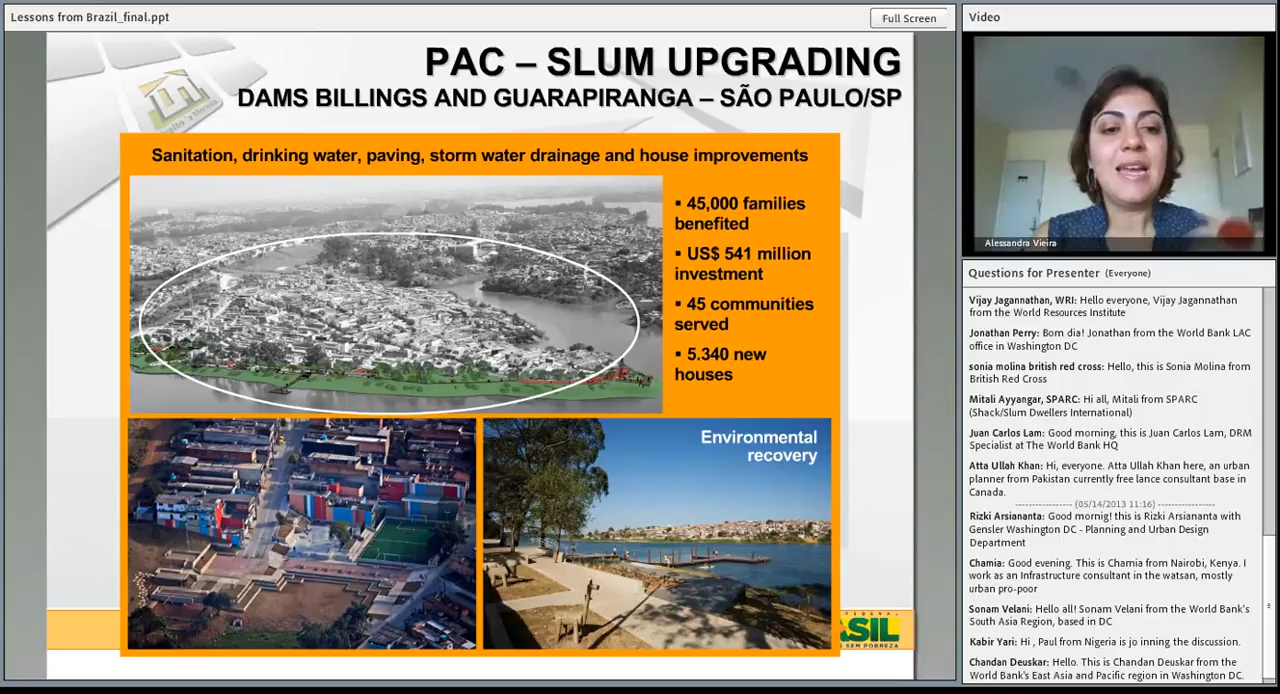 Lessons from Brazil_final.ppt
Full Screen
PAC – SLUM UPGRADING
DAMS BILLINGS AND GUARAPIRANGA – SÃO PAULO/SP
Sanitation, drinking water, paving, storm water drainage and house improvements
▪ 45,000 families
benefited
▪ US$ 541 million
investment
▪ 45 communities
served
▪ 5.340 new
houses
Environmental
recovery
Video
Alessandra Vieira
Questions for Presenter (Everyone)
Vijay Jagannathan, WRI: Hello everyone, Vijay Jagannathan
from the World Resources Institute
Jonathan Perry: Bom dia! Jonathan from the World Bank LAC
office in Washington DC
sonia molina british red cross: Hello, this is Sonia Molina from
British Red Cross
Mitali Ayyangar, SPARC: Hi all, Mitali from SPARC
(Shack/Slum Dwellers International)
Juan Carlos Lam: Good morning, this is Juan Carlos Lam, DRM
Specialist at The World Bank HQ
Atta Ullah Khan: Hi, everyone. Atta Ullah Khan here, an urban
planner from Pakistan currently free lance consultant base in
Canada.
---------------- (05/14/2013 11:16) ----------------
Rizki Arsiananta: Good mornig! this is Rizki Arsiananta with
Gensler Washington DC - Planning and Urban Design
Department
Chamia: Good evening. This is Chamia from Nairobi, Kenya. I
work as an Infrastructure consultant in the watsan, mostly
urban pro-poor
Sonam Velani: Hello all! Sonam Velani from the World Bank's
South Asia Region, based in DC
Kabir Yari: Hi , Paul from Nigeria is jo inning the discussion.
Chandan Deuskar: Hello. This is Chandan Deuskar from the
World Bank's East Asia and Pacific region in Washington DC.